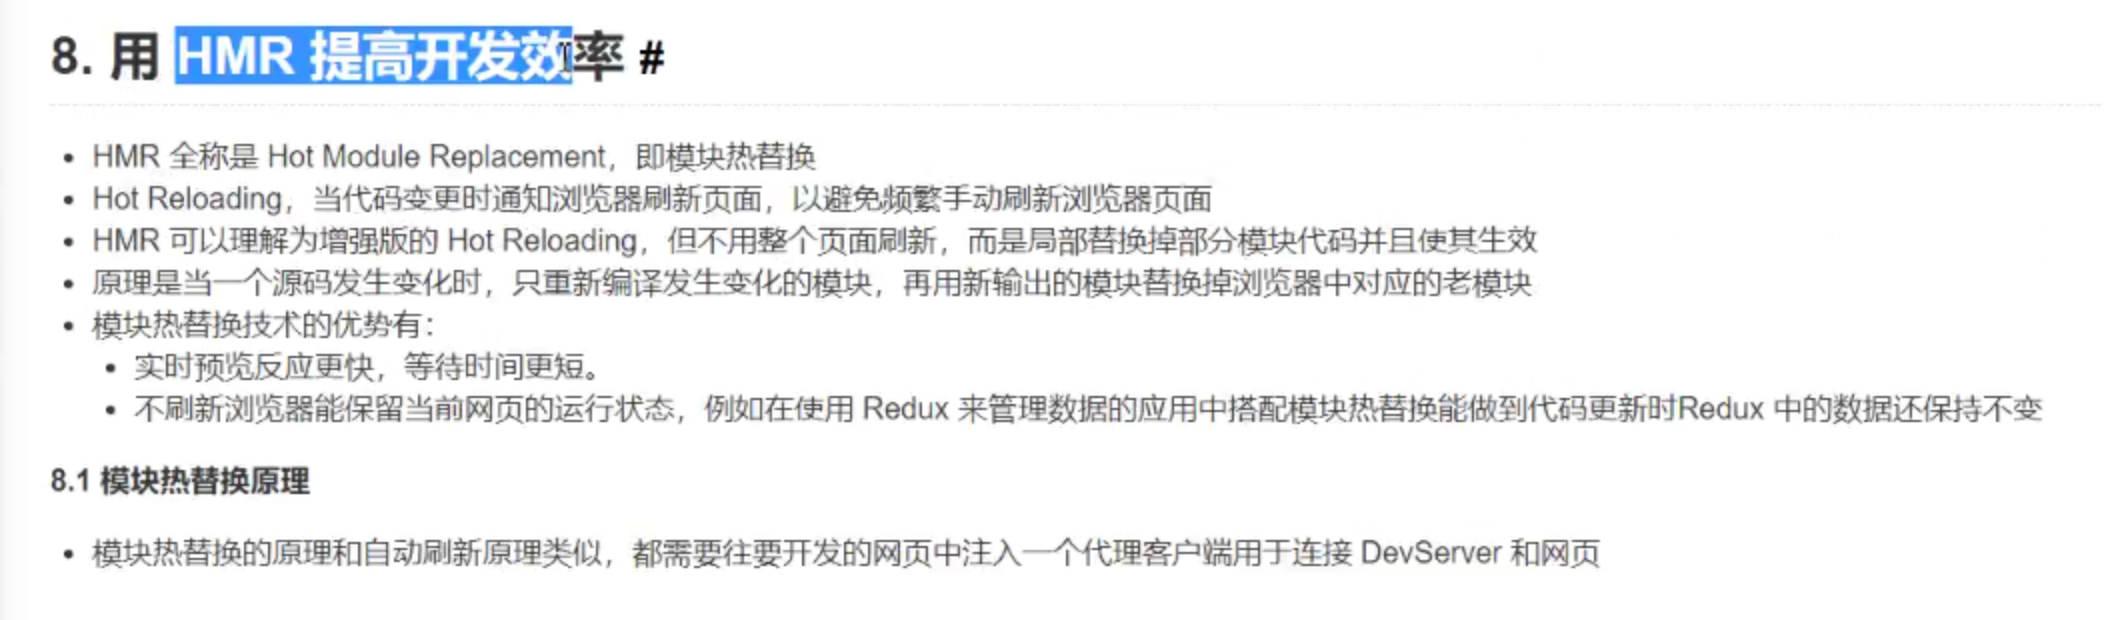 8. 用 HMR 提高开发效率 #
HMR 全称是 Hot Module Replacement，即模块热替换
Hot Reloading，当代码变更时通知浏览器刷新页面，以避免频繁手动刷新浏览器页面
HMR 可以理解为增强版的 Hot Reloading，但不用整个页面刷新，而是局部替换掉部分模块代码并且使其生效
原理是当一个源码发生变化时，只重新编译发生变化的模块，再用新输出的模块替换掉浏览器中对应的老模块
模块热替换技术的优势有：
实时预览反应更快，等待时间更短。
不刷新浏览器能保留当前网页的运行状态，例如在使用 Redux 来管理数据的应用中搭配模块热替换能做到代码更新时Redux 中的数据还保持不变
8.1 模块热替换原理
模块热替换的原理和自动刷新原理类似，都需要往要开发的网页中注入一个代理客户端用于连接 DevServer 和网页